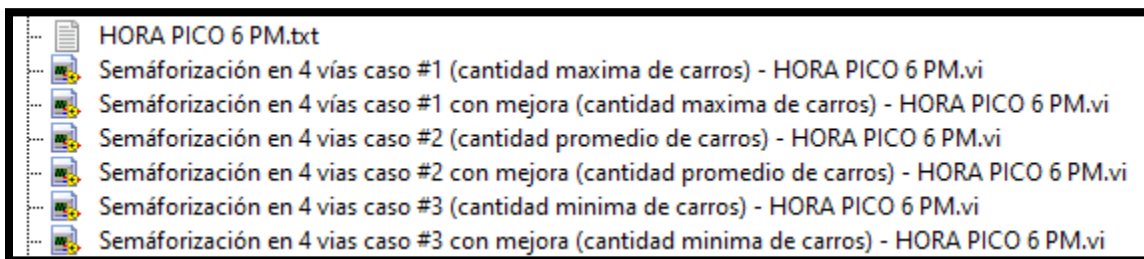 HORA PICO 6 PM.txt
Semáforización en 4 vías caso #1 (cantidad maxima de carros) - HORA PICO 6 PM.vi
Semáforización en 4 vías caso #1 con mejora (cantidad maxima de carros) - HORA PICO 6 PM.vi
Semáforización en 4 vias caso #2 (cantidad promedio de carros) - HORA PICO 6 PM.vi
Semáforización en 4 vias caso #2 con mejora (cantidad promedio de carros) - HORA PICO 6 PM.vi
Semáforización en 4 vias caso #3 (cantidad minima de carros) - HORA PICO 6 PM.vi
Semáforización en 4 vias caso #3 con mejora (cantidad minima de carros) - HORA PICO 6 PM.vi